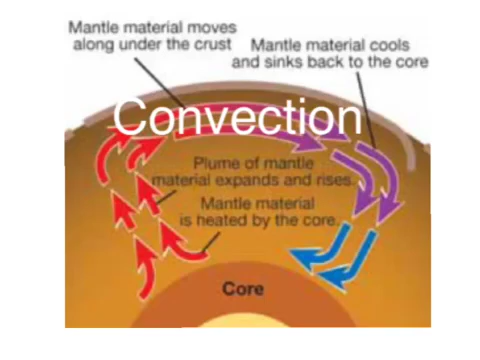 Mantle material moves
along under the crust
Mantle material cools
and sinks back to the core
Convection
Plume of mantle
material expands and rises.
Mantle material
is heated by the core.
Core